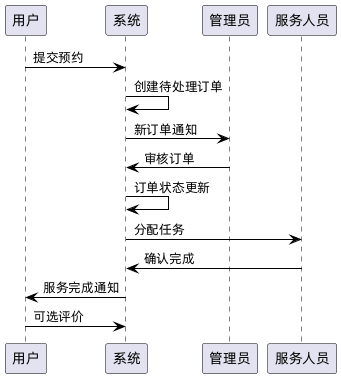 用户 系统 管理员 服务人员
提交预约
创建待处理订单
新订单通知
审核订单
订单状态更新
分配任务
确认完成
服务完成通知
可选评价
用户 系统 管理员 服务人员